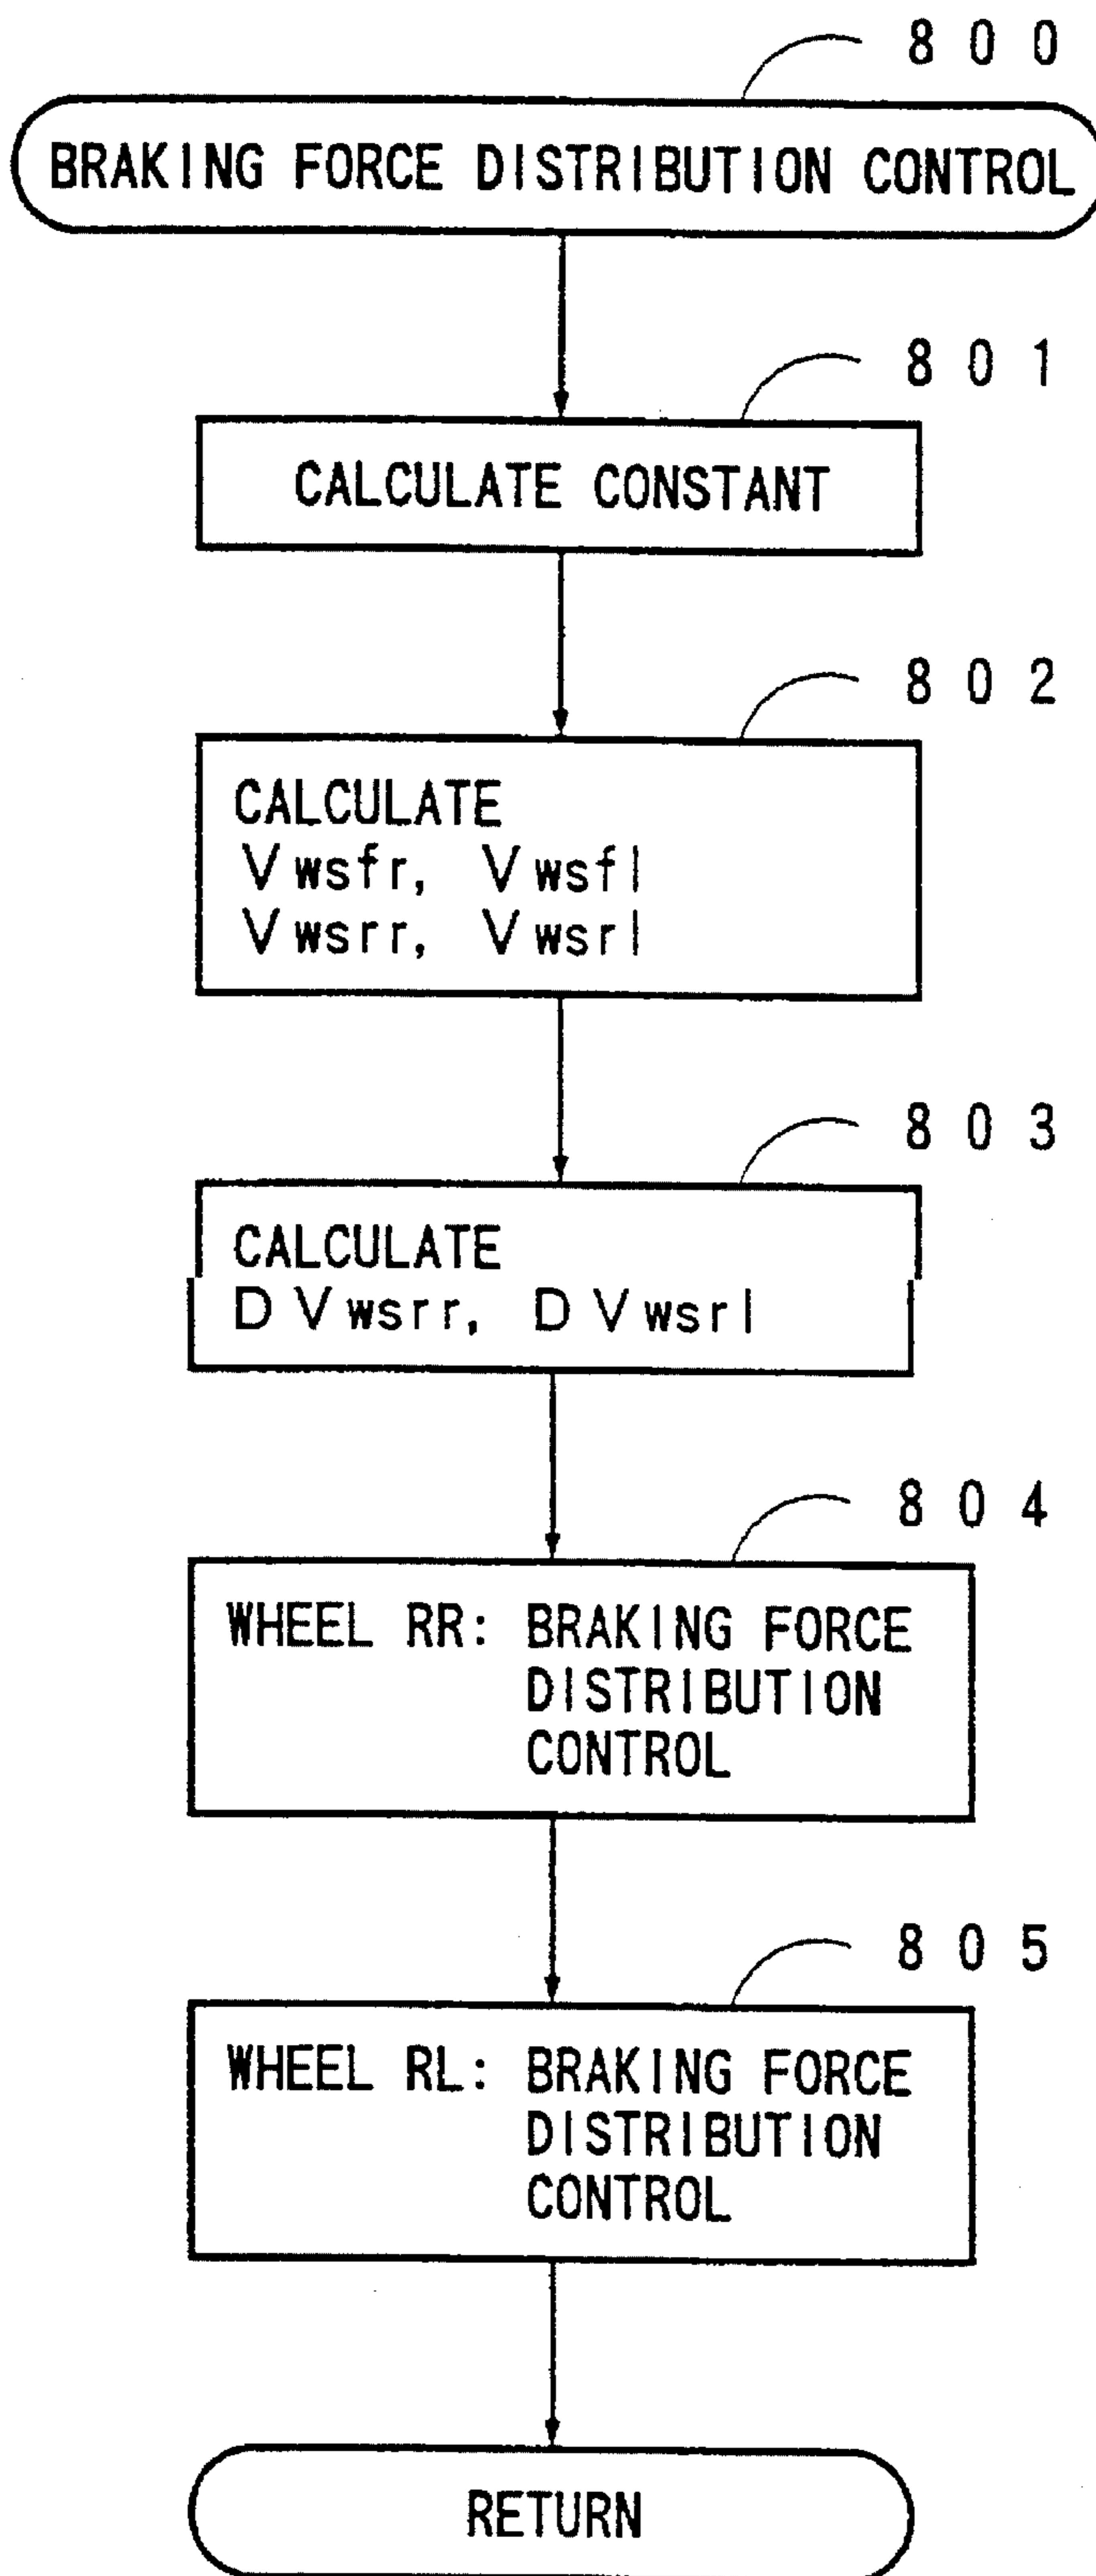 800
BRAKING FORCE DISTRIBUTION CONTROL
801
CALCULATE CONSTANT
802
CALCULATE
Vwsfr, Vwsfl
Vwsrr, Vwsrl
803
CALCULATE
DVwsrr, DVwsrl
804
WHEEL RR: BRAKING FORCE
DISTRIBUTION
CONTROL
805
WHEEL RL: BRAKING FORCE
DISTRIBUTION
CONTROL
RETURN